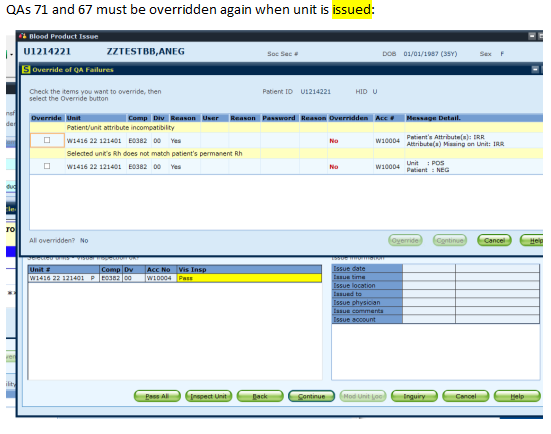 QAs 71 and 67 must be overridden again when unit is issued:
Blood Product Issue
U1214221 ZZTESTBB,ANEG Soc Sec # DOB 01/01/1987 (35Y) Sex F
Override of QA Failures
Check the items you want to override, then
select the Override button
Patient ID U1214221 HID U
Override Unit Comp Div Reason User Reason Password Reason Overridden Acc # Message Detail.
Patient/unit attribute incompatibility
W1416 22 121401 E0382 00 Yes No W10004 Patient's Attribute(s): IRR
Attribute(s) Missing on Unit: IRR
Selected unit's Rh does not match patient's permanent Rh
W1416 22 121401 E0382 00 Yes No W10004 Unit : POS
Patient : NEG
All overridden? No Override Continue Cancel Help
Unit # Comp Div Acc No Vis Insp
W1416 22 121401 P E0382 00 W10004 Pass
Issue information
Issue date
Issue time
Issue location
Issued to
Issue physician
Issue comments
Issue account
Pass All Inspect Unit Back Continue Mod Unit Loc Inquiry Cancel Help